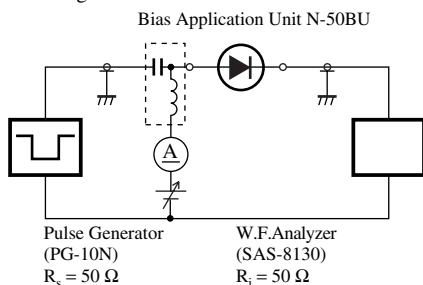 Bias Application Unit N-50BU
A
Pulse Generator
(PG-10N)
Rs = 50 Ω
W.F.Analyzer
(SAS-8130)
Ri = 50 Ω